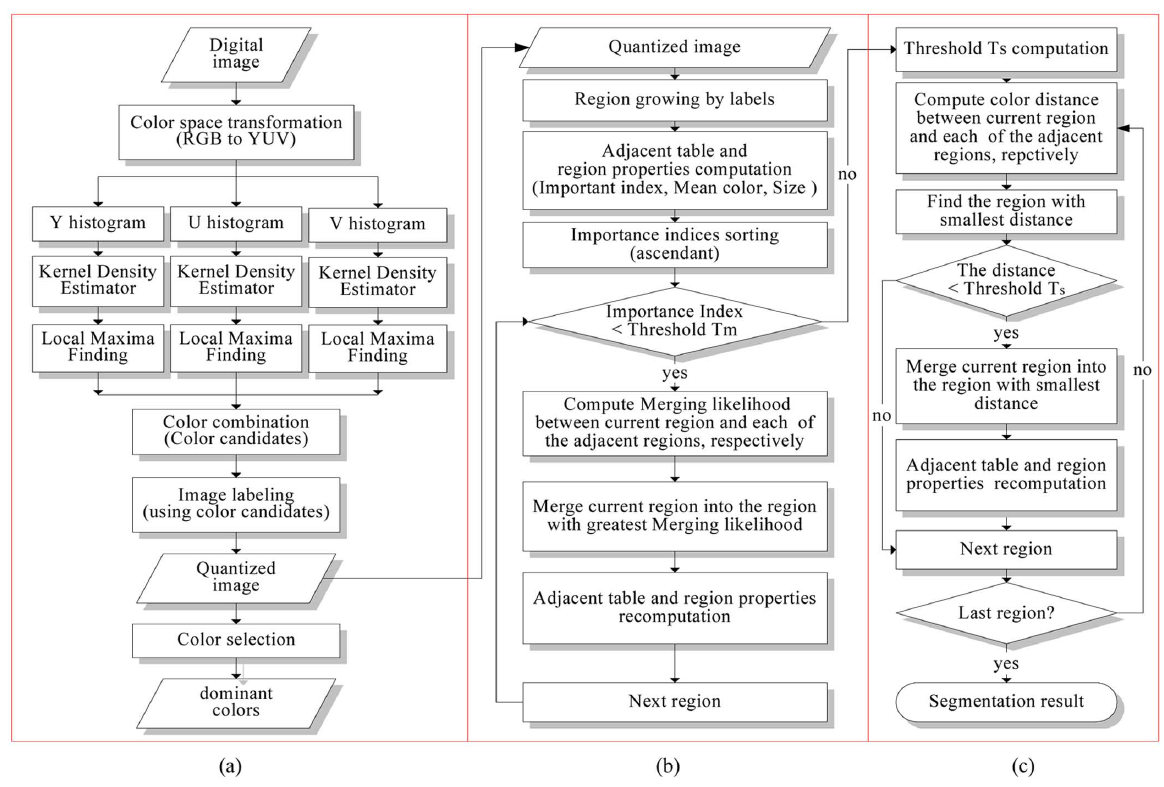 Digital
image
Color space transformation
(RGB to YUV)
Y histogram
U histogram
V histogram
Kernel Density
Estimator
Kernel Density
Estimator
Kernel Density
Estimator
Local Maxima
Finding
Local Maxima
Finding
Local Maxima
Finding
Color combination
(Color candidates)
Image labeling
(using color candidates)
Quantized
image
Color selection
dominant
colors
(a)
Quantized image
Region growing by labels
Adjacent table and
region properties computation
(Important index, Mean color, Size )
Importance indices sorting
(ascendant)
Importance Index
< Threshold Tm
no
yes
Compute Merging likelihood
between current region and each of
the adjacent regions, respectively
Merge current region into the region
with greatest Merging likelihood
Adjacent table and region properties
recomputation
Next region
(b)
Threshold Ts computation
Compute color distance
between current region
and each of the adjacent
regions, repctively
Find the region with
smallest distance
The distance
< Threshold Ts
yes
no
Merge current region into
the region with smallest
distance
Adjacent table and region
properties recomputation
Next region
Last region?
no
yes
Segmentation result
(c)